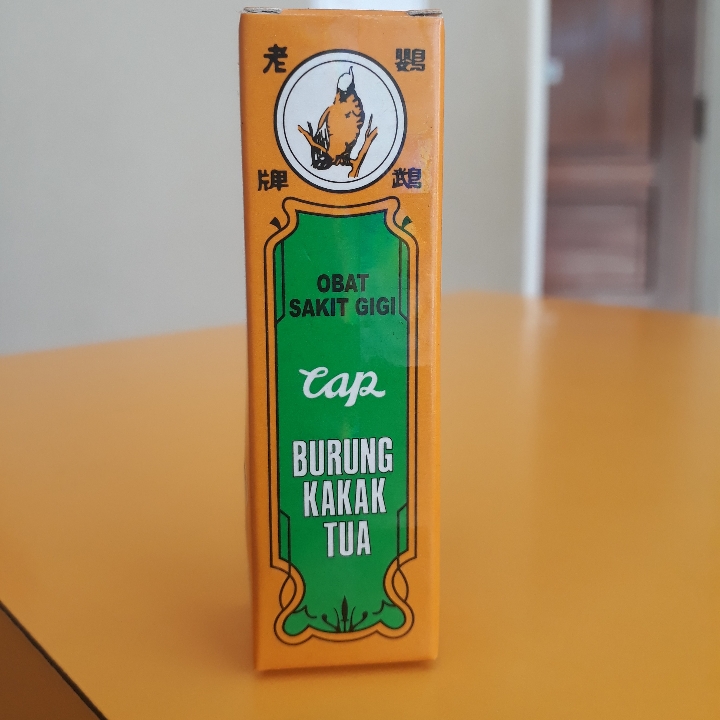 老 鸚
牌 鵡
OBAT
SAKIT GIGI
Cap
BURUNG
KAKAK
TUA